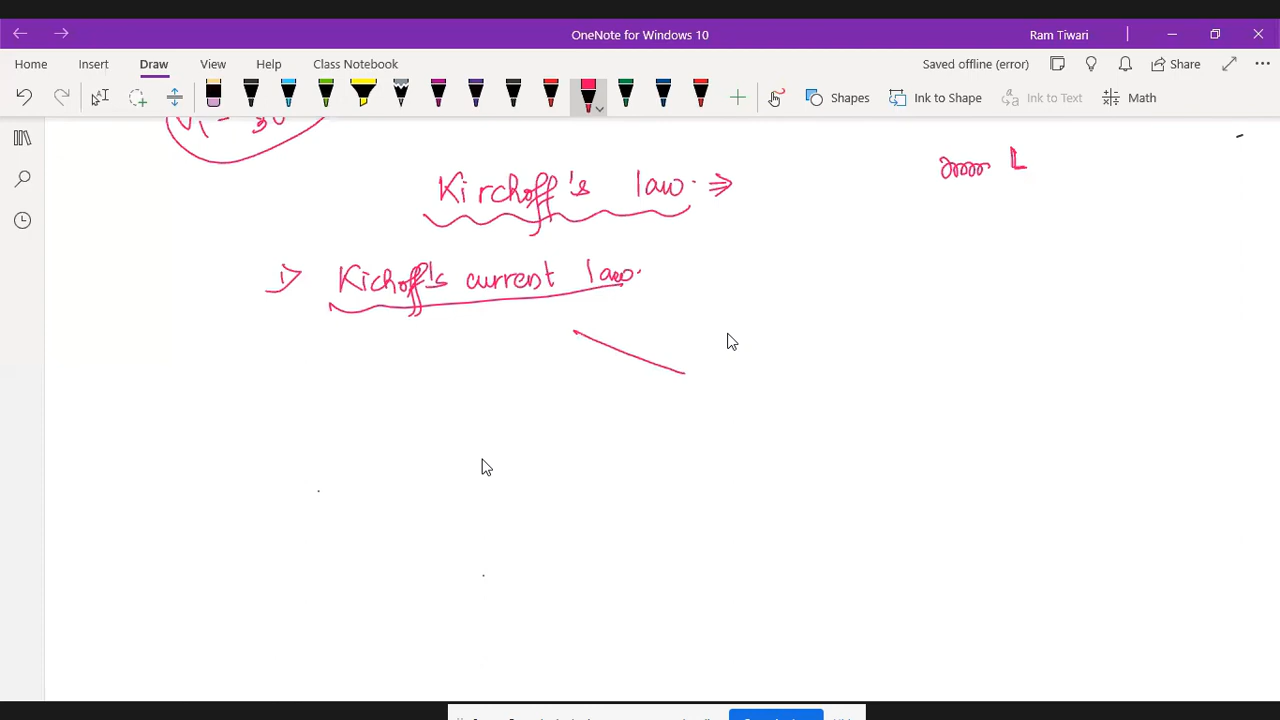 OneNote for Windows 10
Ram Tiwari
Home Insert Draw View Help Class Notebook
Saved offline (error)
Share
Shapes
Ink to Shape
Ink to Text
Math
L
Kirchoff's law. ⇒
1) Kichoff's current law.